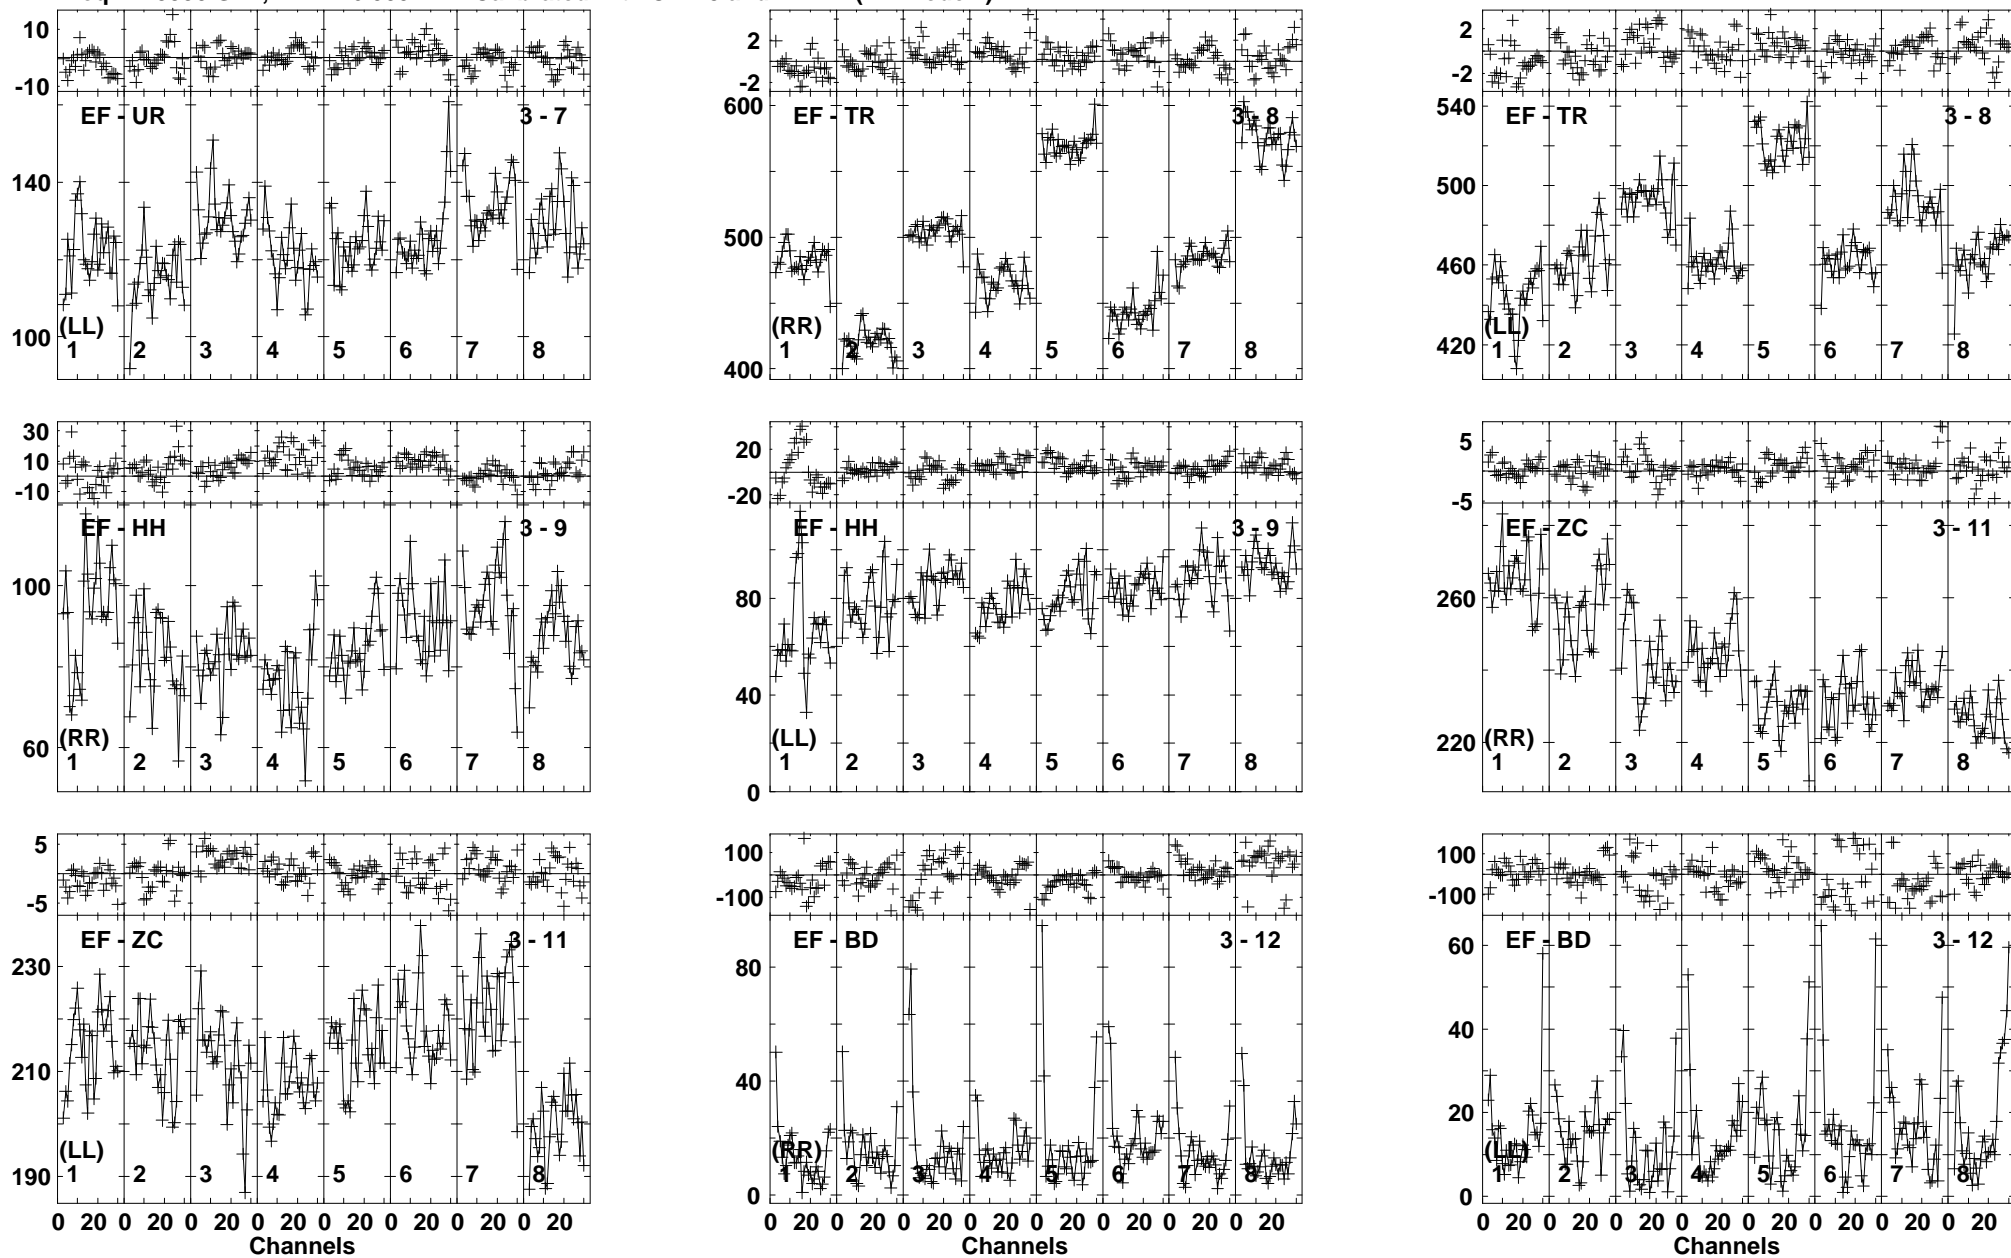 10
-10
EF - UR 3 - 7
140
100
(LL)
1 2 3 4 5 6 7 8
2
-2
600
EF - TR 3 - 8
500
400
(RR)
1 2 3 4 5 6 7 8
2
-2
540
EF - TR 3 - 8
500
460
420
(LL)
1 2 3 4 5 6 7 8
30
10
-10
EF - HH 3 - 9
100
60
(RR)
1 2 3 4 5 6 7 8
20
-20
EF - HH 3 - 9
80
40
0
(LL)
1 2 3 4 5 6 7 8
5
-5
EF - ZC 3 - 11
260
220
(RR)
1 2 3 4 5 6 7 8
5
-5
EF - ZC 3 - 11
230
210
190
(LL)
1 2 3 4 5 6 7 8
0 20 0 20 0 20 0 20 0 20 0 20 0 20 0 20
Channels
100
-100
EF - BD 3 - 12
80
40
0
(RR)
1 2 3 4 5 6 7 8
0 20 0 20 0 20 0 20 0 20 0 20 0 20 0 20
Channels
100
-100
EF - BD 3 - 12
60
40
20
0
(LL)
1 2 3 4 5 6 7 8
0 20 0 20 0 20 0 20 0 20 0 20 0 20 0 20
Channels